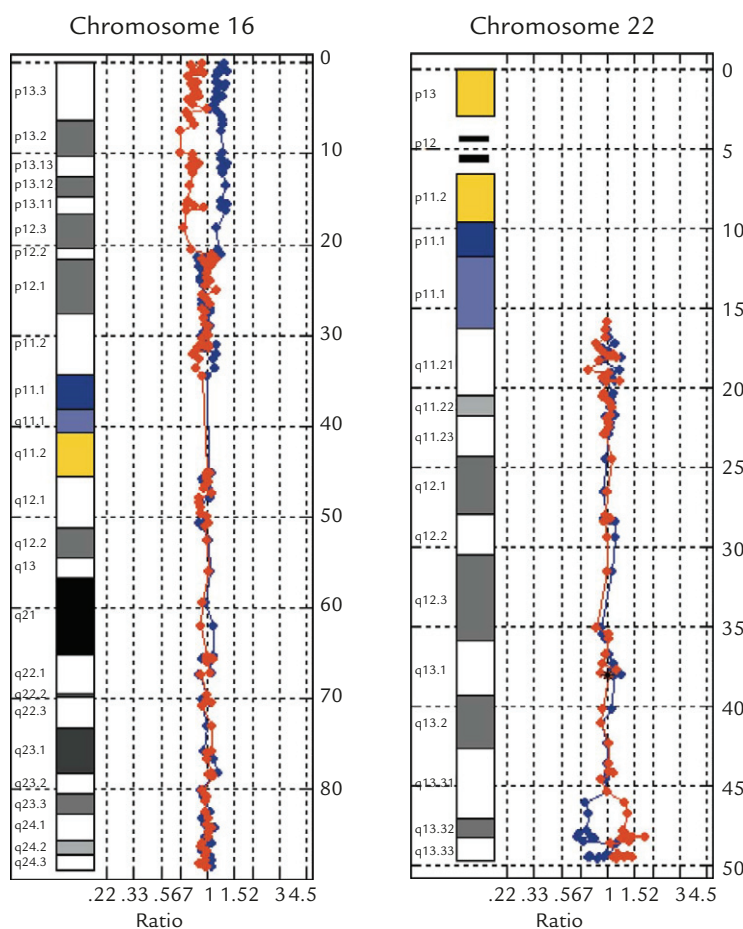 Chromosome 16
Chromosome 22
p13.3
p13.2
p13.13
p13.12
p13.11
p12.3
p12.2
p12.1
p11.2
p11.1
q11.1
q11.2
q12.1
q12.2
q13
q21
q22.1
q22.2
q22.3
q23.1
q23.2
q23.3
q24.1
q24.2
q24.3
0
10
20
30
40
50
60
70
80
.22 .33 .567 1 1.52 3 4.5
Ratio
p13
p12
p11.2
p11.1
p11.1
q11.21
q11.22
q11.23
q12.1
q12.2
q12.3
q13.1
q13.2
q13.31
q13.32
q13.33
0
5
10
15
20
25
30
35
40
45
50
.22 .33 .567 1 1.52 3 4.5
Ratio